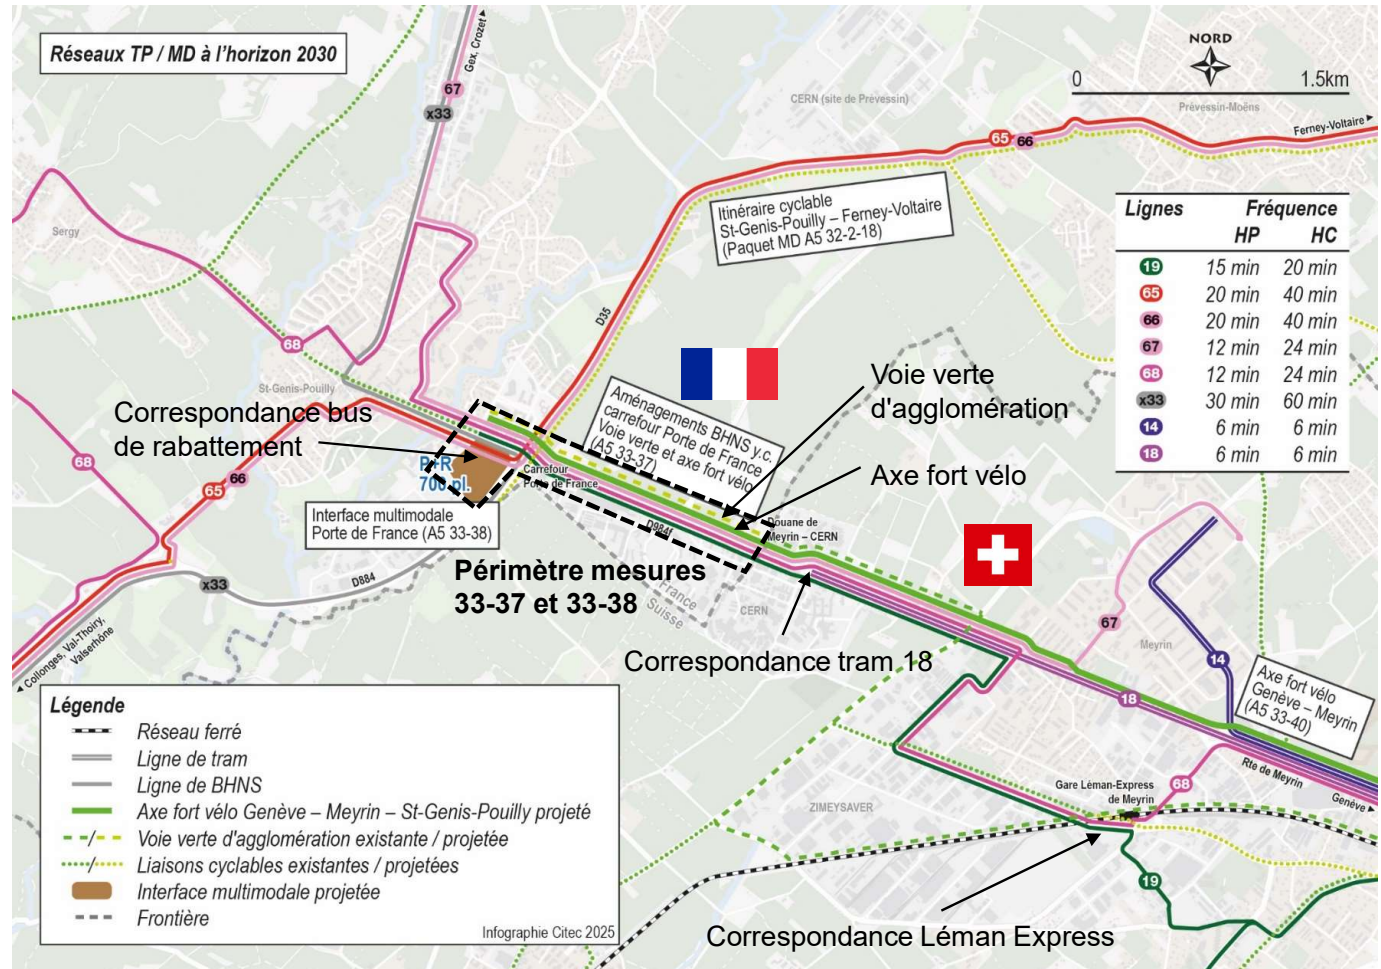 Réseaux TP / MD à l'horizon 2030
Gex, Crozet
67
x33
NORD
0 1.5km
CERN (site de Prévessin)
Prévessin-Moëns
Ferney-Voltaire
65 66
Itinéraire cyclable
St-Genis-Pouilly – Ferney-Voltaire
(Paquet MD A5 32-2-18)
Lignes Fréquence
HP HC
19 15 min 20 min
65 20 min 40 min
66 20 min 40 min
67 12 min 24 min
68 12 min 24 min
x33 30 min 60 min
14 6 min 6 min
18 6 min 6 min
Sergy
D35
68
St-Genis-Pouilly
Correspondance bus
de rabattement
Voie verte
d'agglomération
Aménagements BHNS y.c.
carrefour Porte de France
Voie verte et axe fort vélo
(A5 33-37)
Axe fort vélo
68
65 66
P+R
700 pl.
Carrefour
Porte de France
Interface multimodale
Porte de France (A5 33-38)
D984f
Douane de
Meyrin – CERN
x33
D884
Périmètre mesures
33-37 et 33-38
France
Suisse
CERN
67
Meyrin
14
Collonges, Val-Thoiry,
Valserhône
Correspondance tram 18
18
Axe fort vélo
Genève – Meyrin
(A5 33-40)
Rte de Meyrin
Genève
68
Gare Léman-Express
de Meyrin
ZIMEYSAVER
19
Correspondance Léman Express
Légende
Réseau ferré
Ligne de tram
Ligne de BHNS
Axe fort vélo Genève – Meyrin – St-Genis-Pouilly projeté
Voie verte d'agglomération existante / projetée
Liaisons cyclables existantes / projetées
Interface multimodale projetée
Frontière
Infographie Citec 2025